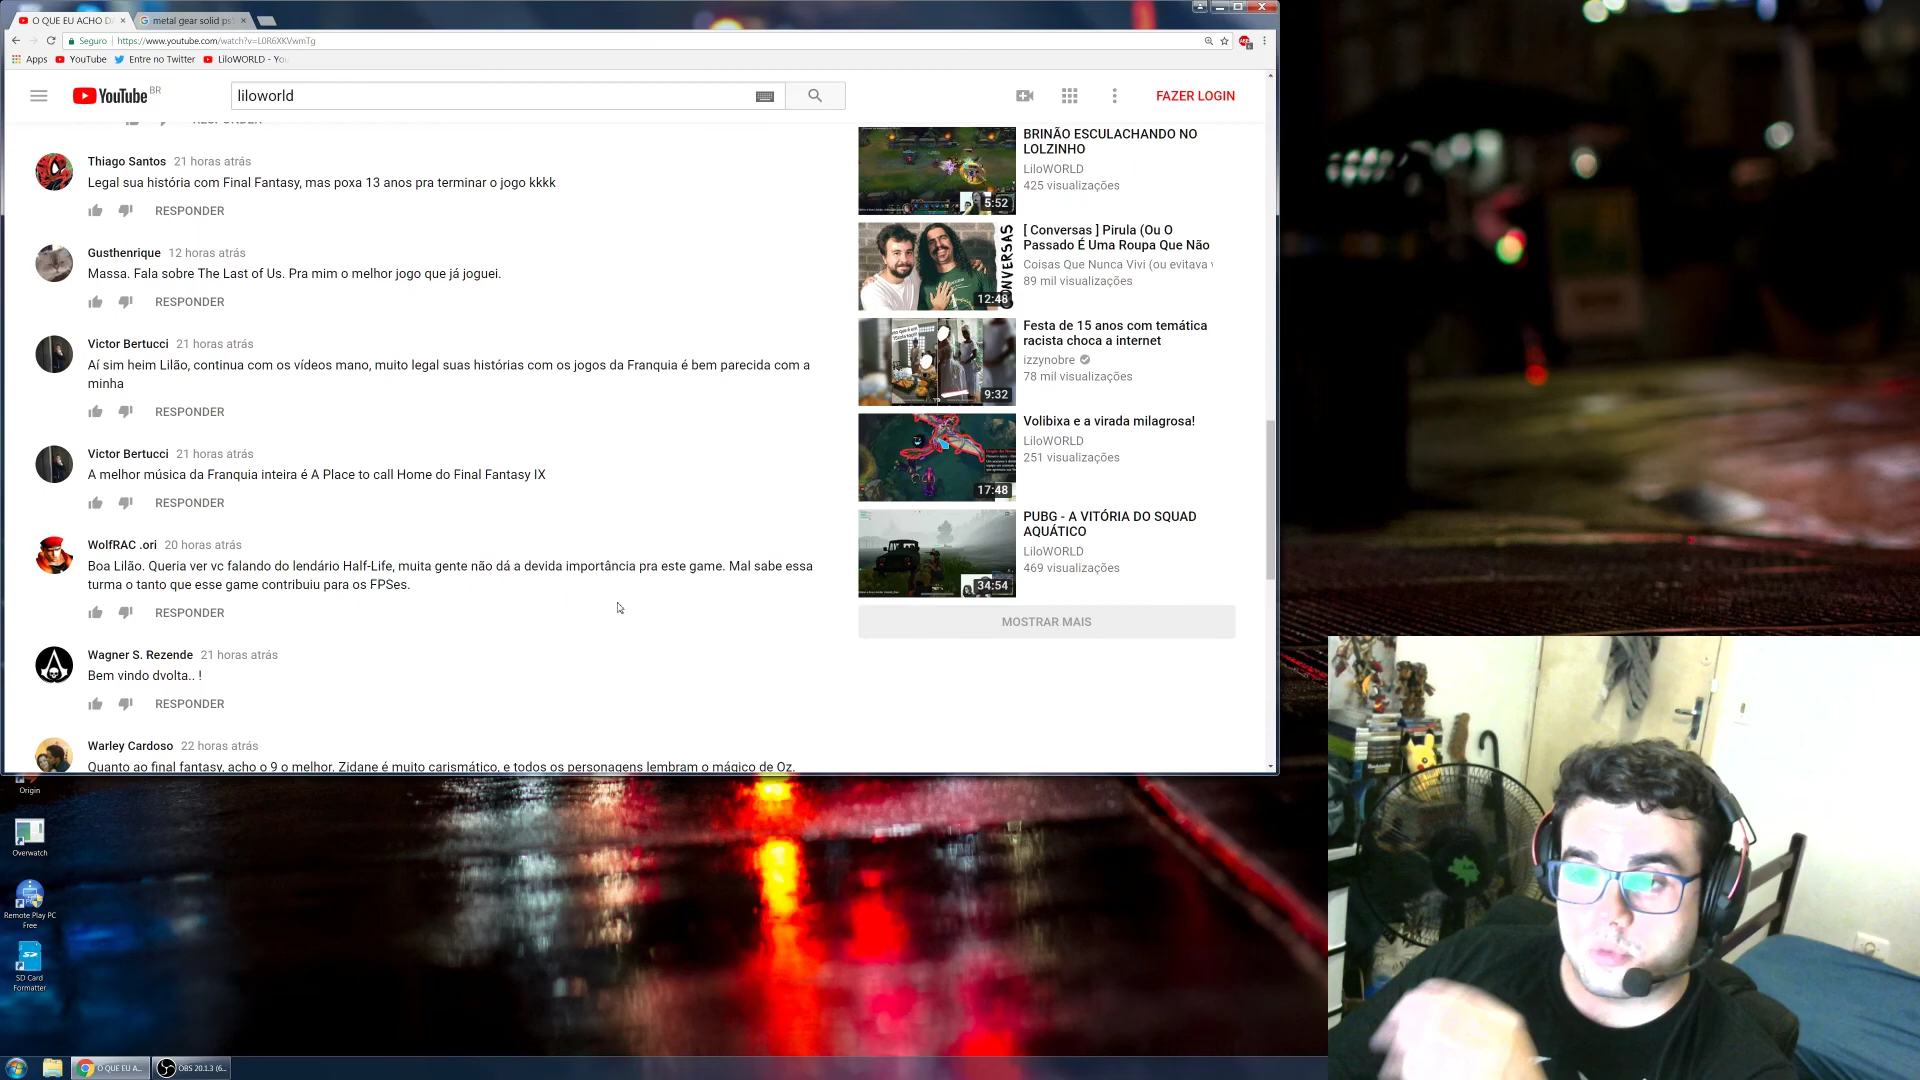 O QUE EU ACHO DA
metal gear solid ps1
Seguro
https://www.youtube.com/watch?v=L0R6XKVwmTg
Apps
YouTube
Entre no Twitter
LiloWORLD - You
YouTube BR
liloworld
FAZER LOGIN
RESPONDER
Thiago Santos 21 horas atrás
Legal sua história com Final Fantasy, mas poxa 13 anos pra terminar o jogo kkkk
RESPONDER
Gusthenrique 12 horas atrás
Massa. Fala sobre The Last of Us. Pra mim o melhor jogo que já joguei.
RESPONDER
Victor Bertucci 21 horas atrás
Aí sim heim Lilão, continua com os vídeos mano, muito legal suas histórias com os jogos da Franquia é bem parecida com a
minha
RESPONDER
Victor Bertucci 21 horas atrás
A melhor música da Franquia inteira é A Place to call Home do Final Fantasy IX
RESPONDER
WolfRAC .ori 20 horas atrás
Boa Lilão. Queria ver vc falando do lendário Half-Life, muita gente não dá a devida importância pra este game. Mal sabe essa
turma o tanto que esse game contribuiu para os FPSes.
RESPONDER
Wagner S. Rezende 21 horas atrás
Bem vindo dvolta.. !
RESPONDER
Warley Cardoso 22 horas atrás
Quanto ao final fantasy, acho o 9 o melhor. Zidane é muito carismático, e todos os personagens lembram o mágico de Oz.
5:52
BRINÃO ESCULACHANDO NO
LOLZINHO
LiloWORLD
425 visualizações
CONVERSAS
12:48
[ Conversas ] Pirula (Ou O
Passado É Uma Roupa Que Não
Coisas Que Nunca Vivi (ou evitava
89 mil visualizações
9:32
Festa de 15 anos com temática
racista choca a internet
izzynobre
78 mil visualizações
17:48
Volibixa e a virada milagrosa!
LiloWORLD
251 visualizações
34:54
PUBG - A VITÓRIA DO SQUAD
AQUÁTICO
LiloWORLD
469 visualizações
MOSTRAR MAIS
Origin
Overwatch
Remote Play PC
Free
SD Card
Formatter
O QUE EU A...
OBS 20.1.3 (6...